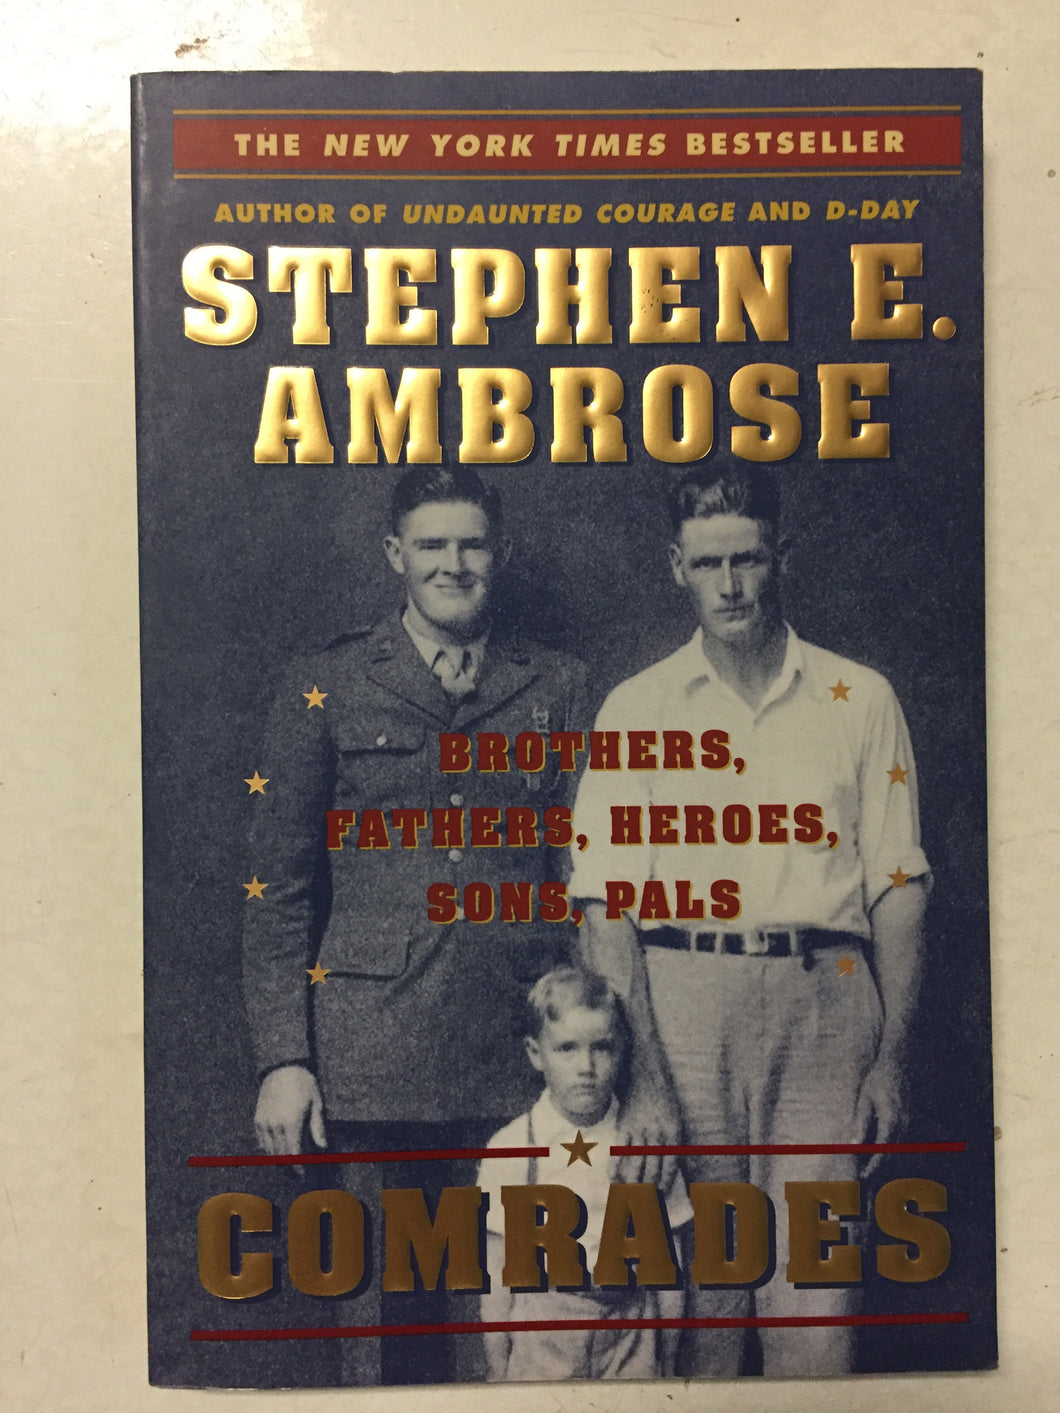 THE NEW YORK TIMES BESTSELLER
AUTHOR OF UNDAUNTED COURAGE AND D-DAY
STEPHEN E.
AMBROSE
BROTHERS,
FATHERS, HEROES,
SONS, PALS
COMRADES